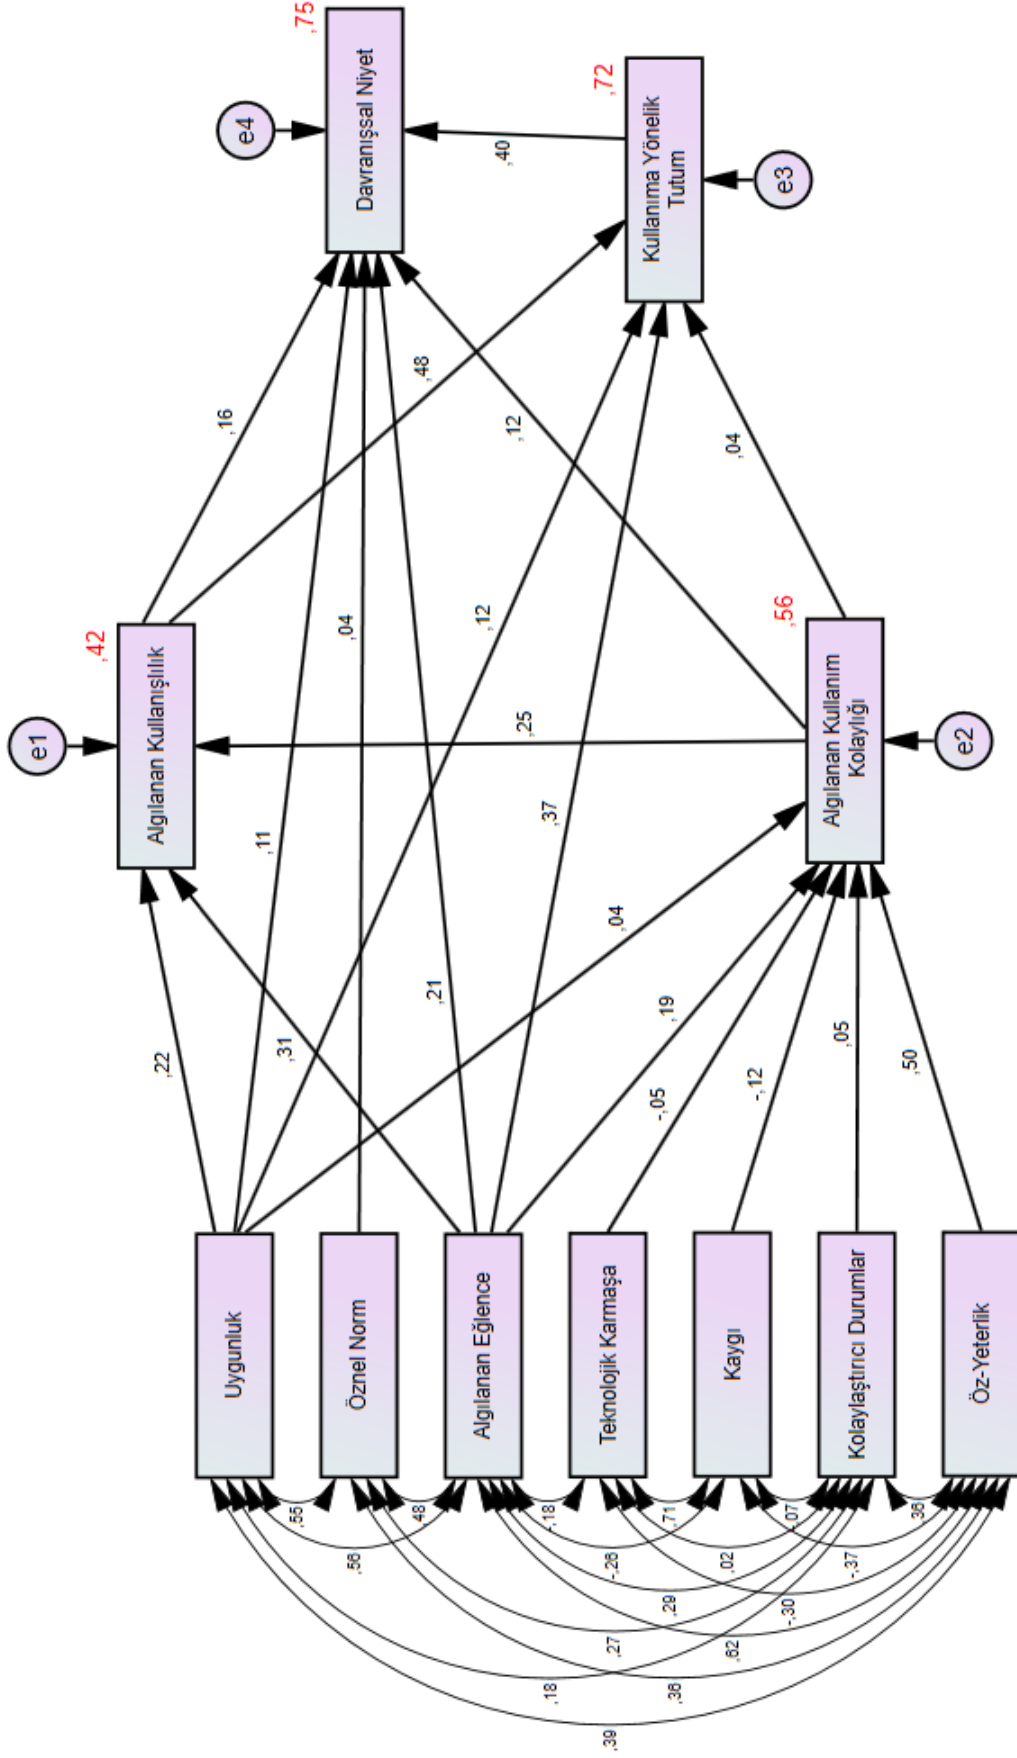 e1
e4
,42
,75
Algılanan Kullanışlılık
Davranışsal Niyet
,22
,16
Uygunluk
,11
,31
,48
,40
,72
Öznel Norm
,04
,12
,12
Kullanıma Yönelik
Tutum
e3
,21
,25
Algılanan Eğlence
,37
,04
,04
,19
Teknolojik Karmaşa
-,05
,56
Kaygı
-,12
Algılanan Kullanım
Kolaylığı
Kolaylaştırıcı Durumlar
,05
e2
Öz-Yeterlik
,50
,55
,48
-,18
,71
-,07
,36
,56
-,26
,02
-,37
,29
-,30
,27
,62
,18
,36
,39